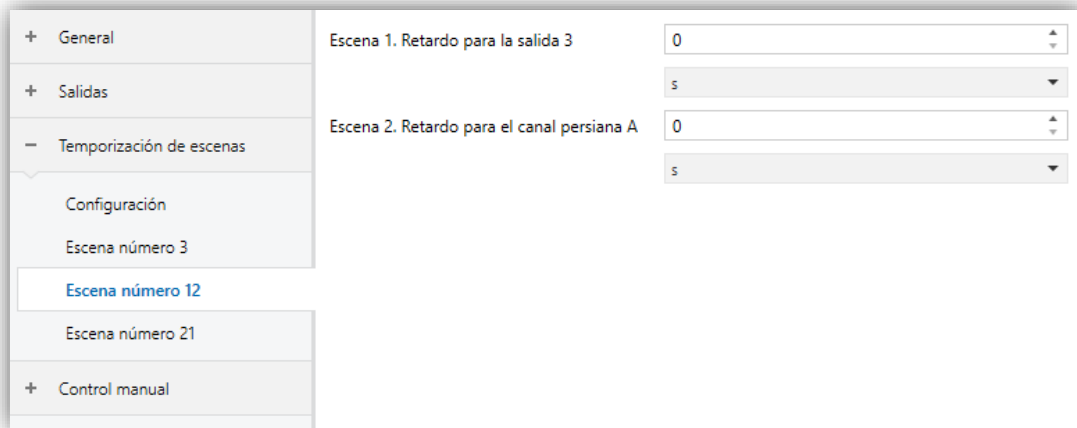 + General
+ Salidas
− Temporización de escenas
Configuración
Escena número 3
Escena número 12
Escena número 21
+ Control manual
Escena 1. Retardo para la salida 3 0
s
Escena 2. Retardo para el canal persiana A 0
s